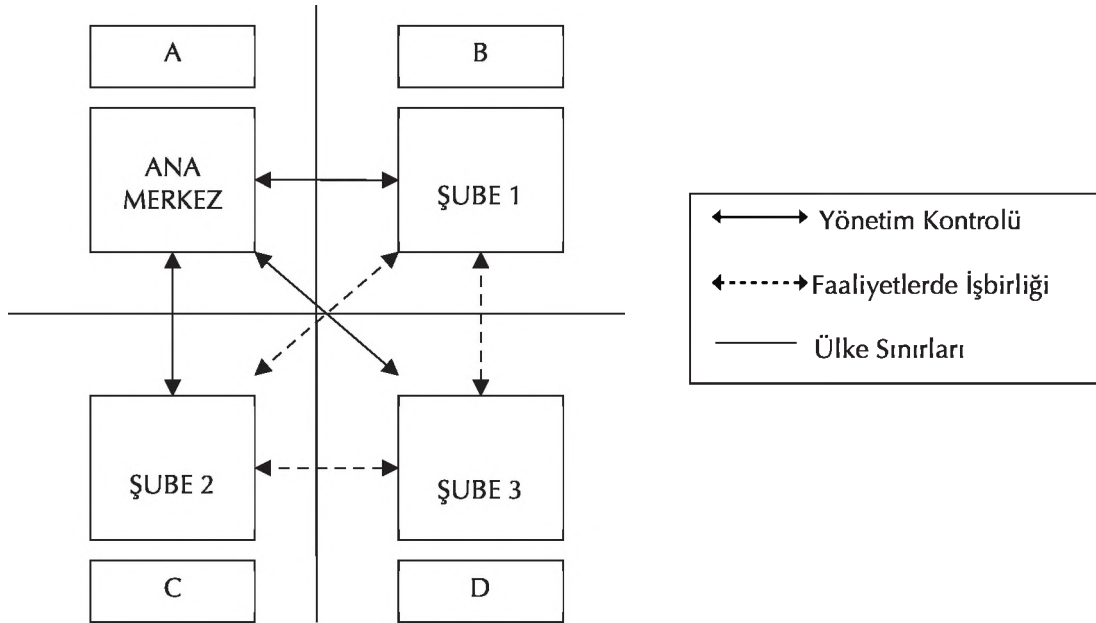 A
B
ANA
MERKEZ
ŞUBE 1
ŞUBE 2
ŞUBE 3
C
D
Yönetim Kontrolü
Faaliyetlerde İşbirliği
Ülke Sınırları